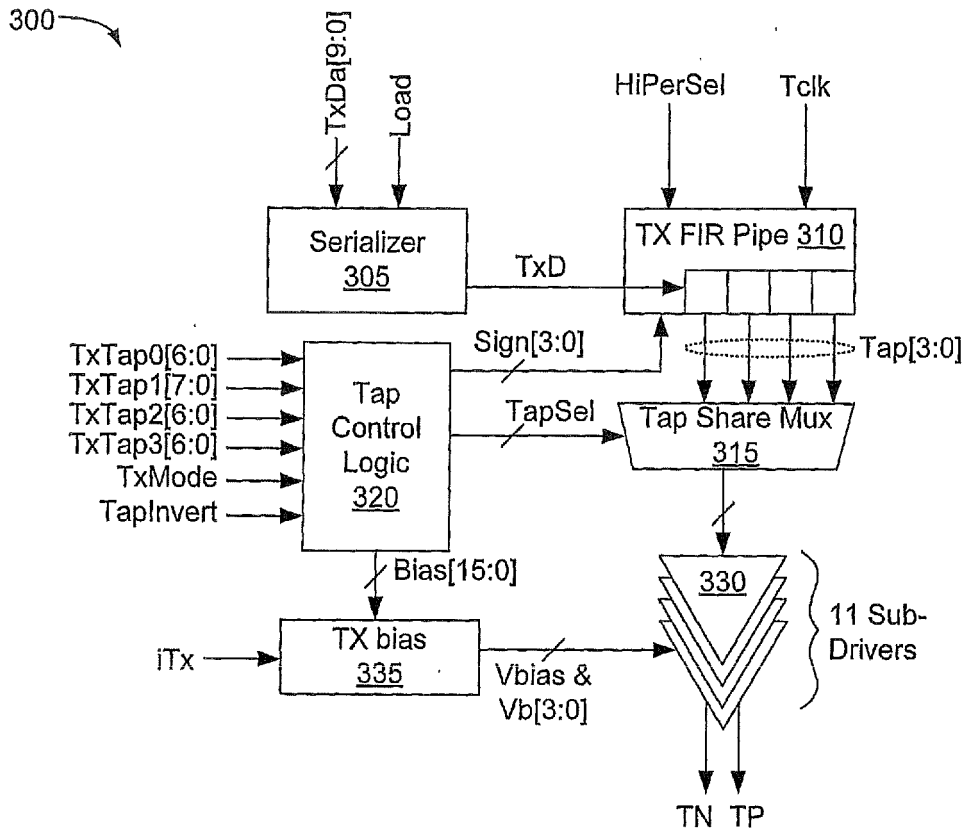 300
TxDa[9:0]
Load
HiPerSel
Tclk
Serializer
305
TxD
TX FIR Pipe 310
TxTap0[6:0]
TxTap1[7:0]
TxTap2[6:0]
TxTap3[6:0]
TxMode
TapInvert
Tap
Control
Logic
320
Sign[3:0]
TapSel
Tap[3:0]
Tap Share Mux
315
Bias[15:0]
330
11 Sub-
Drivers
iTx
TX bias
335
Vbias &
Vb[3:0]
TN
TP